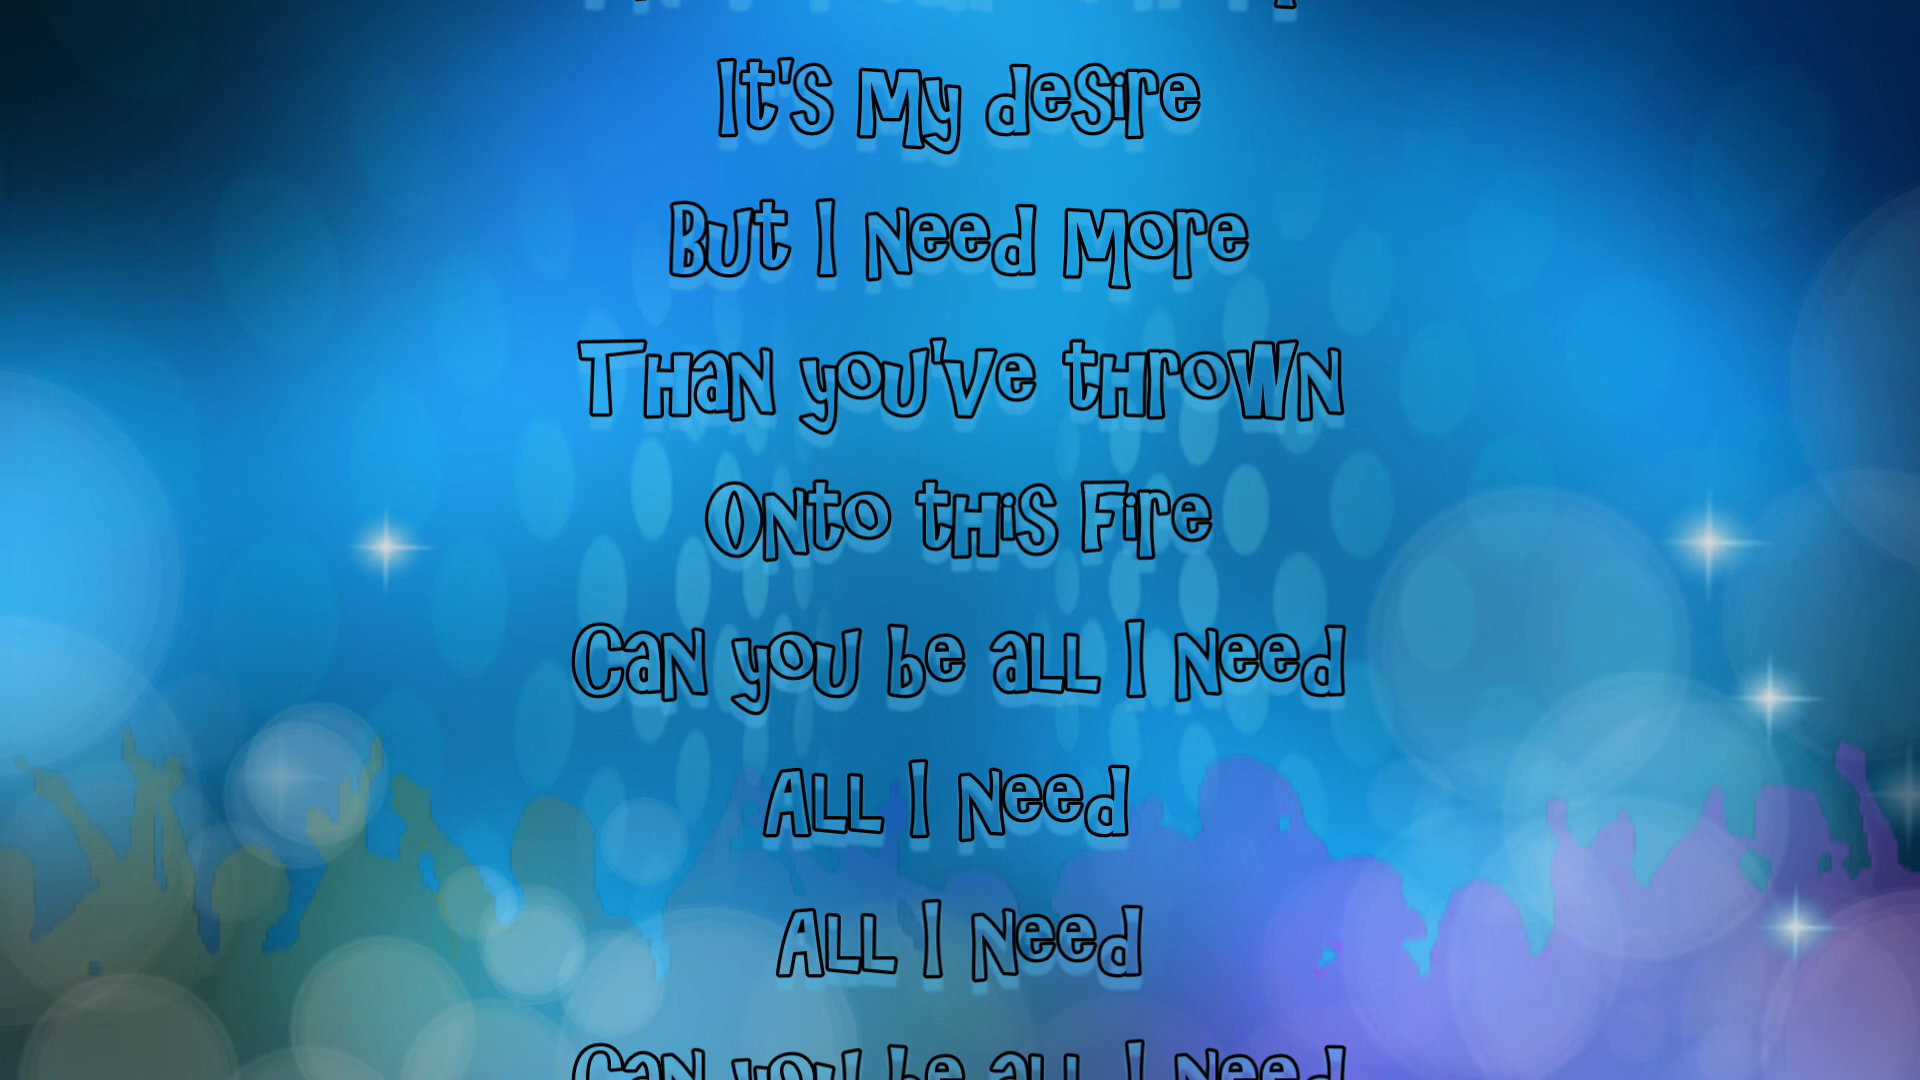 It's my desire
But I need more
Than you've thrown
Onto this fire
Can you be all I need
All I need
All I need
Can you be all I need